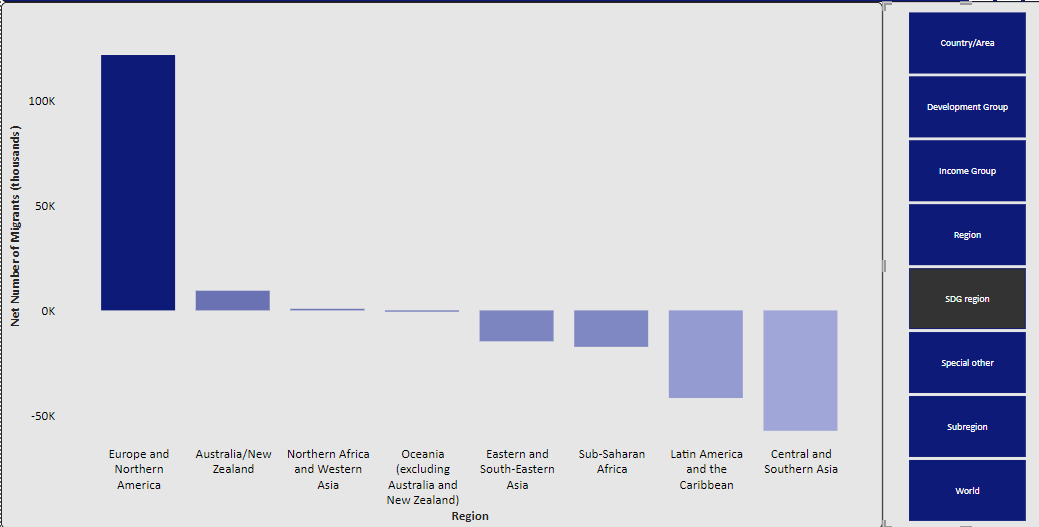 Net Number of Migrants (thousands)
100K
50K
0K
-50K
Europe and
Northern
America
Australia/New
Zealand
Northern Africa
and Western
Asia
Oceania
(excluding
Australia and
New Zealand)
Eastern and
South-Eastern
Asia
Sub-Saharan
Africa
Latin America
and the
Caribbean
Central and
Southern Asia
Region
Country/Area
Development Group
Income Group
Region
SDG region
Special other
Subregion
World